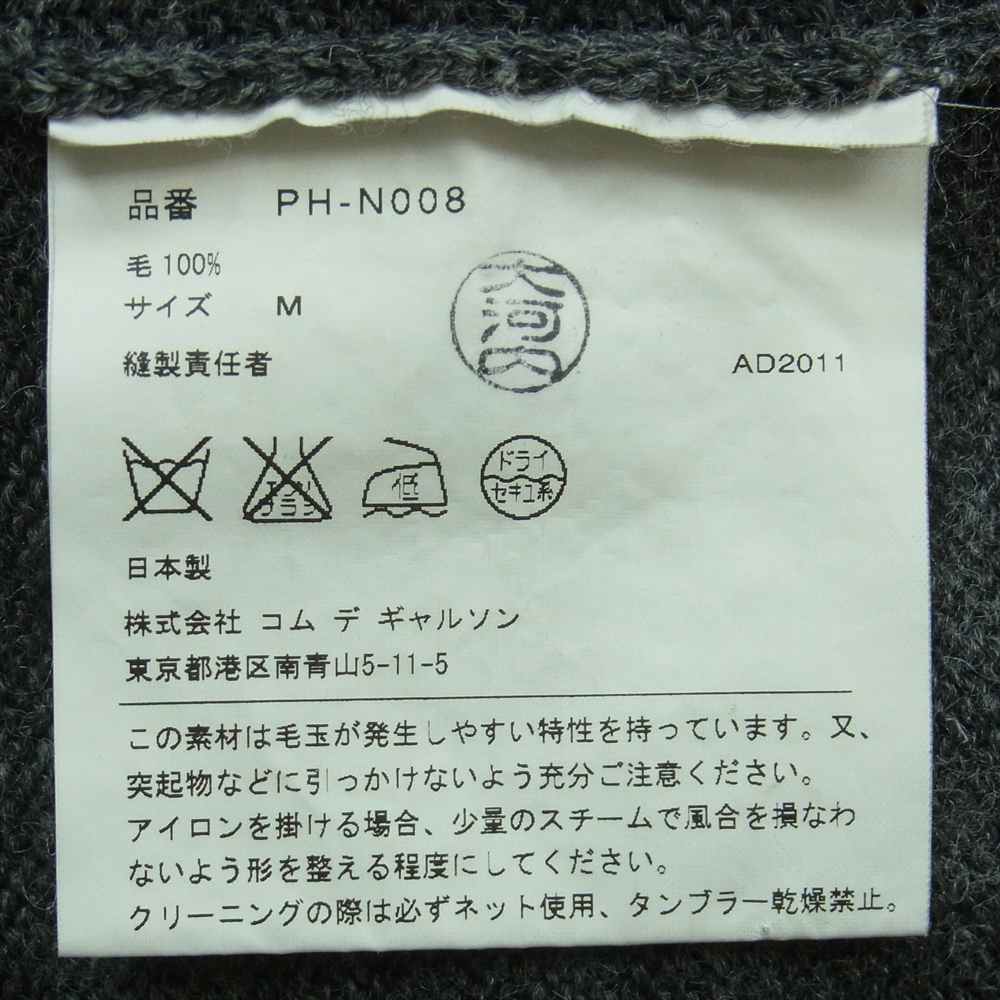 品番 PH-N008
毛 100%
サイズ M
大河内
縫製責任者 AD2011
エンソ
サラシ
低
ドライ
セキユ系
日本製
株式会社 コム デ ギャルソン
東京都港区南青山5-11-5
この素材は毛玉が発生しやすい特性を持っています。又、
突起物などに引っかけないよう充分ご注意ください。
アイロンを掛ける場合、少量のスチームで風合を損なわ
ないよう形を整える程度にしてください。
クリーニングの際は必ずネット使用、タンブラー乾燥禁止。